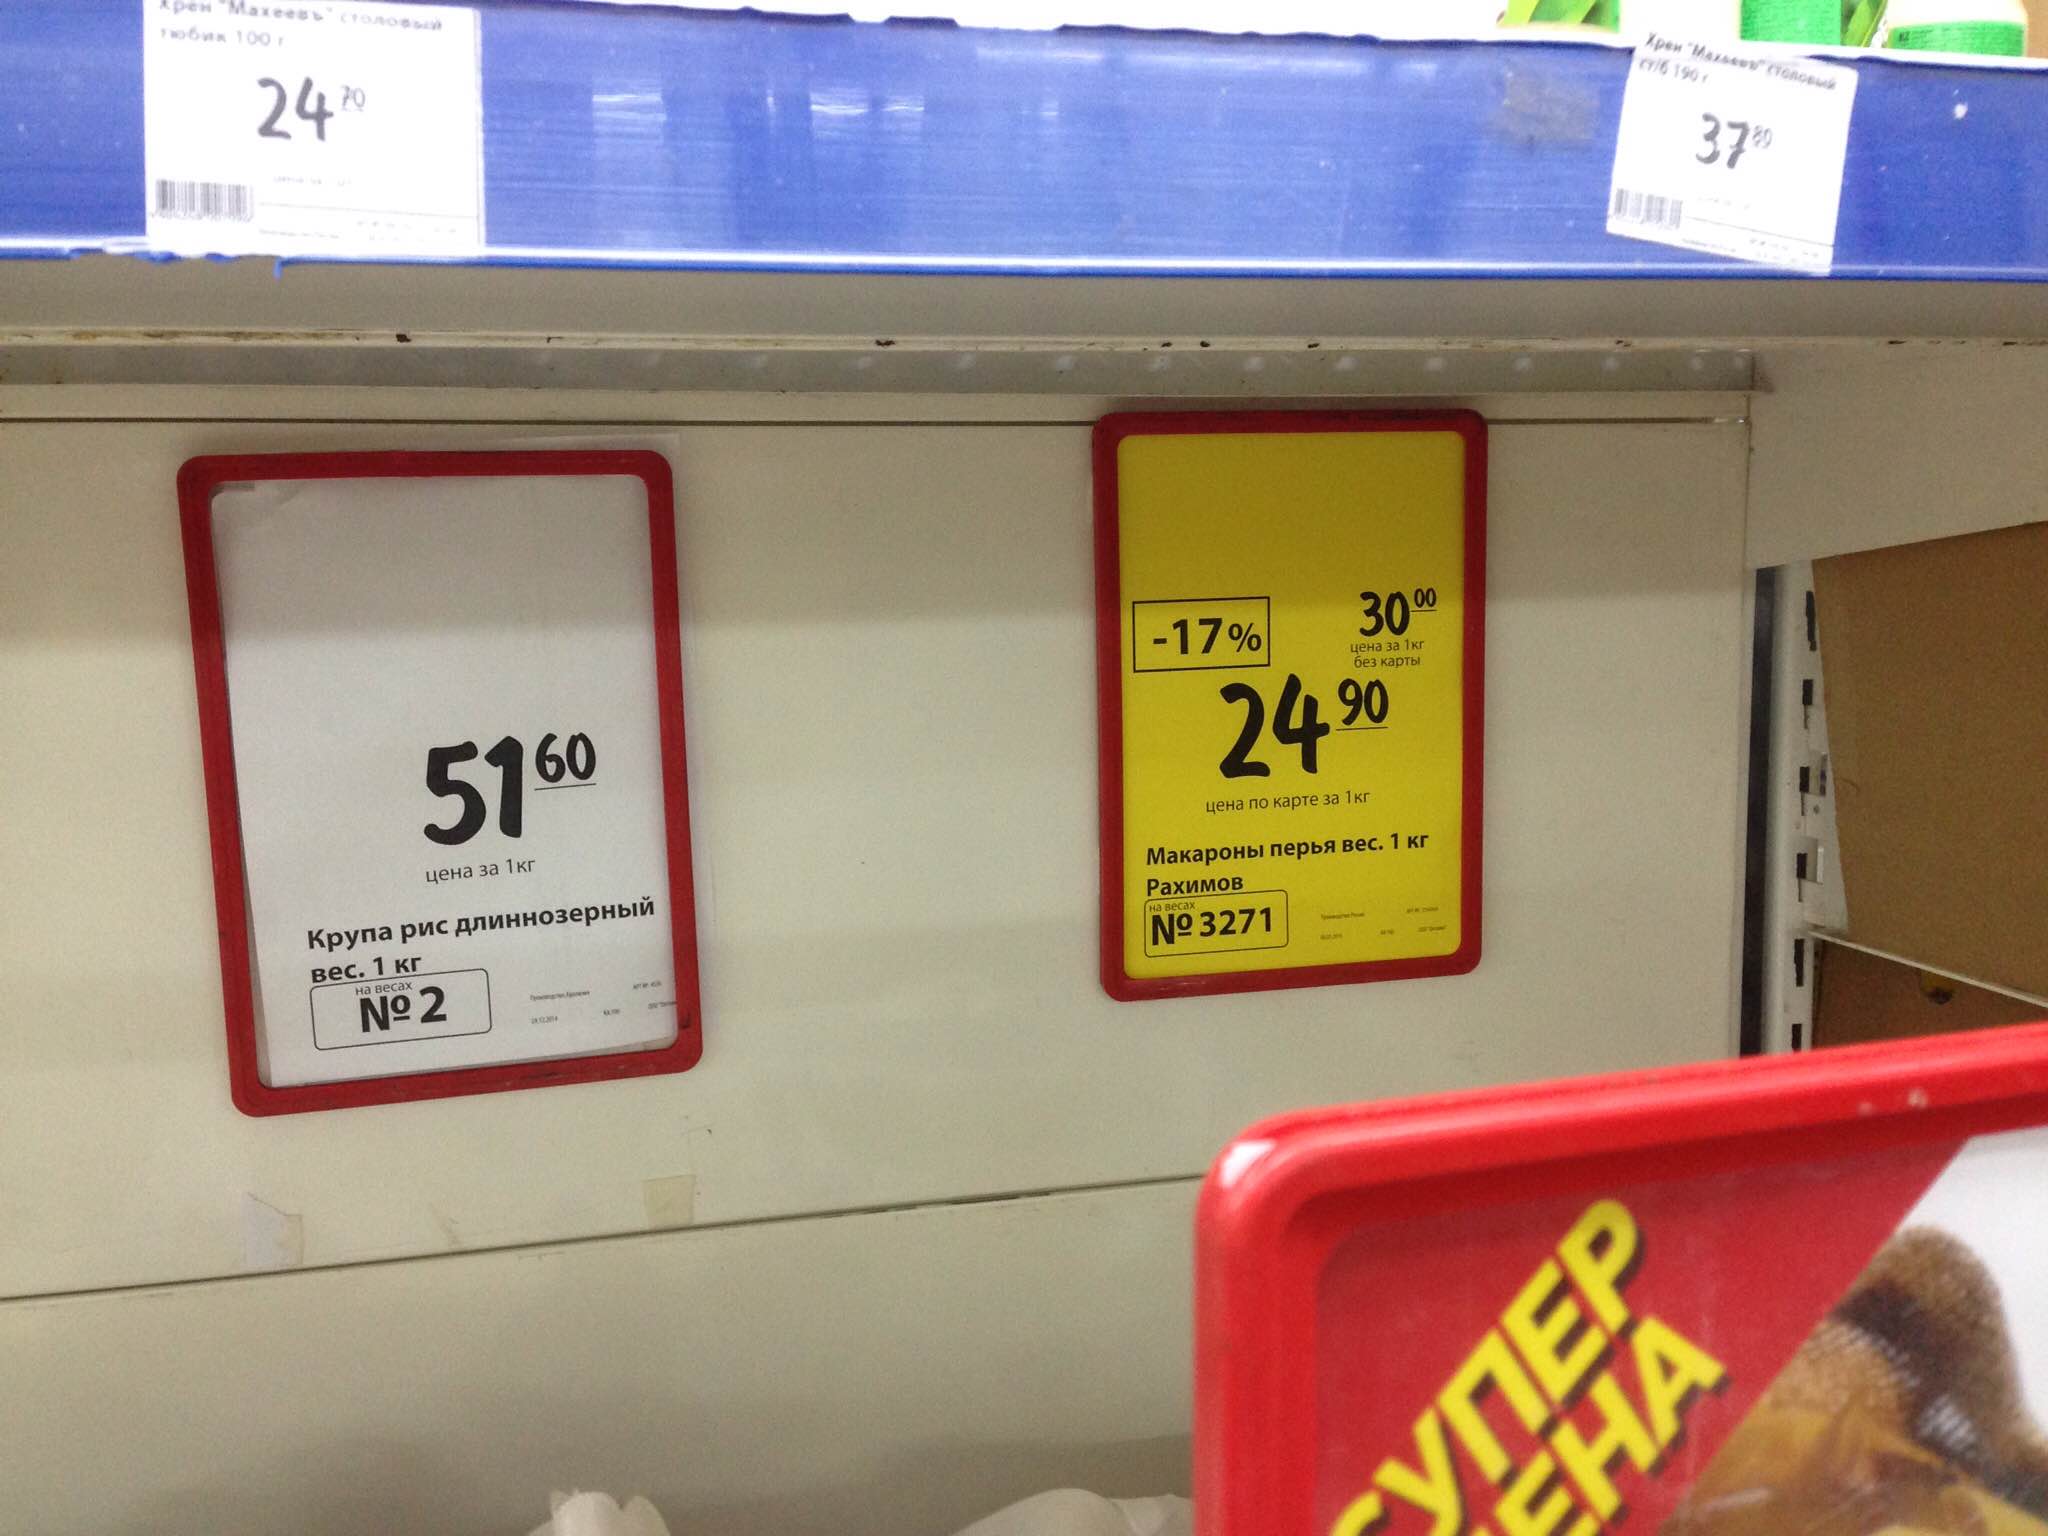 Хрен "Махеевъ" столовый
тюбик 100 г
24 70
Хрен "Махеевъ" столовый
ст/б 190 г
37 80
51 60
цена за 1кг
Крупа рис длиннозерный
вес. 1 кг
на весах
№ 2
-17%
30 00
цена за 1кг
без карты
24 90
цена по карте за 1кг
Макароны перья вес. 1 кг
Рахимов
на весах
№ 3271
СУПЕР
ЦЕНА